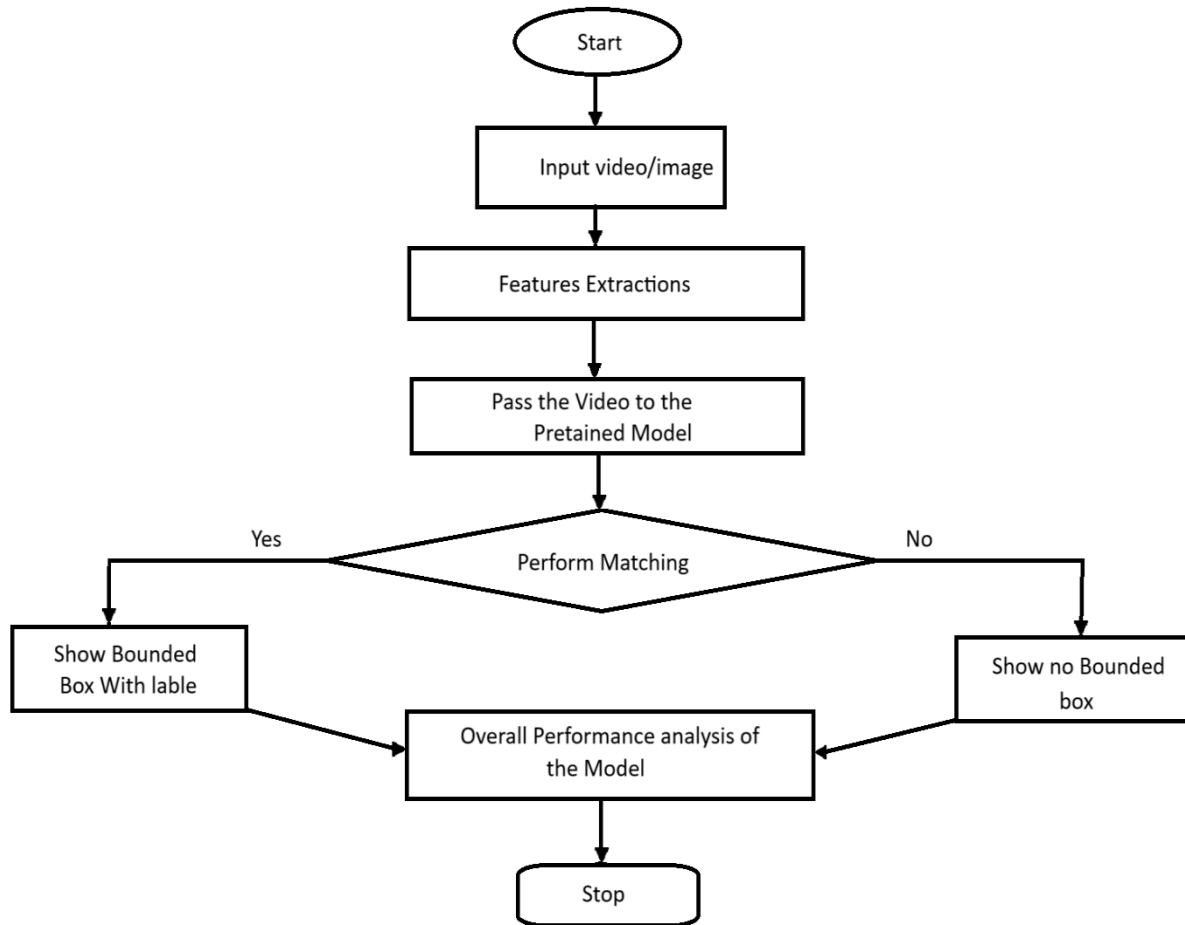 Start
Input video/image
Features Extractions
Pass the Video to the
Pretained Model
Yes
No
Perform Matching
Show Bounded
Box With lable
Show no Bounded
box
Overall Performance analysis of
the Model
Stop